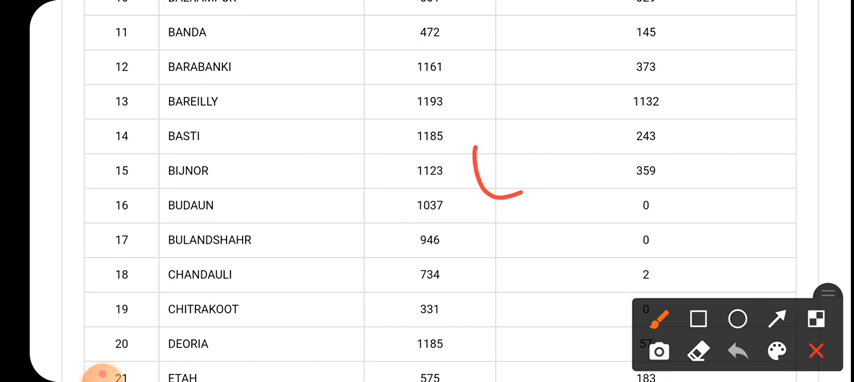 11 BANDA 472 145
12 BARABANKI 1161 373
13 BAREILLY 1193 1132
14 BASTI 1185 243
15 BIJNOR 1123 359
16 BUDAUN 1037 0
17 BULANDSHAHR 946 0
18 CHANDAULI 734 2
19 CHITRAKOOT 331 0
20 DEORIA 1185
21 ETAH 575 183